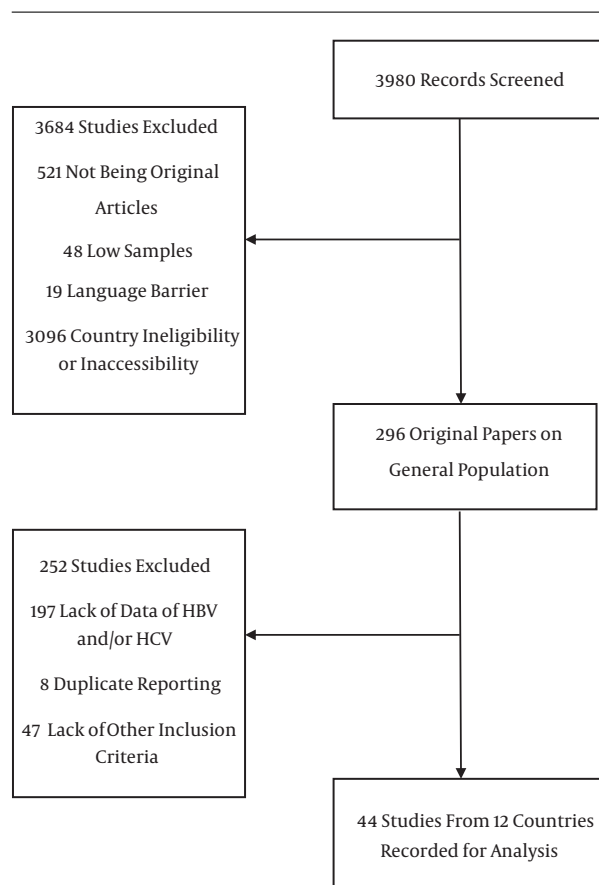 3980 Records Screened
3684 Studies Excluded
521 Not Being Original
Articles
48 Low Samples
19 Language Barrier
3096 Country Ineligibility
or Inaccessibility
296 Original Papers on
General Population
252 Studies Excluded
197 Lack of Data of HBV
and/or HCV
8 Duplicate Reporting
47 Lack of Other Inclusion
Criteria
44 Studies From 12 Countries
Recorded for Analysis